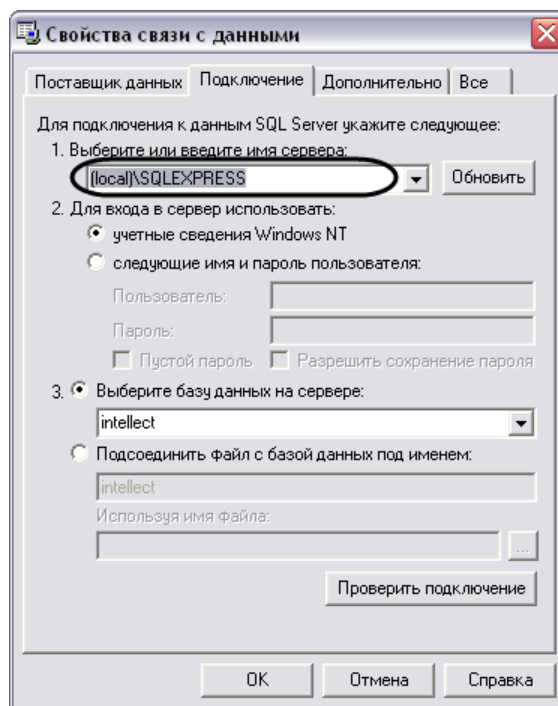 Свойства связи с данными
Поставщик данных Подключение Дополнительно Все
Для подключения к данным SQL Server укажите следующее:
1. Выберите или введите имя сервера:
(local)\SQLEXPRESS Обновить
2. Для входа в сервер использовать:
учетные сведения Windows NT
следующие имя и пароль пользователя:
Пользователь:
Пароль:
Пустой пароль Разрешить сохранение пароля
3. Выберите базу данных на сервере:
intellect
Подсоединить файл с базой данных под именем:
intellect
Используя имя файла:
...
Проверить подключение
OK Отмена Справка